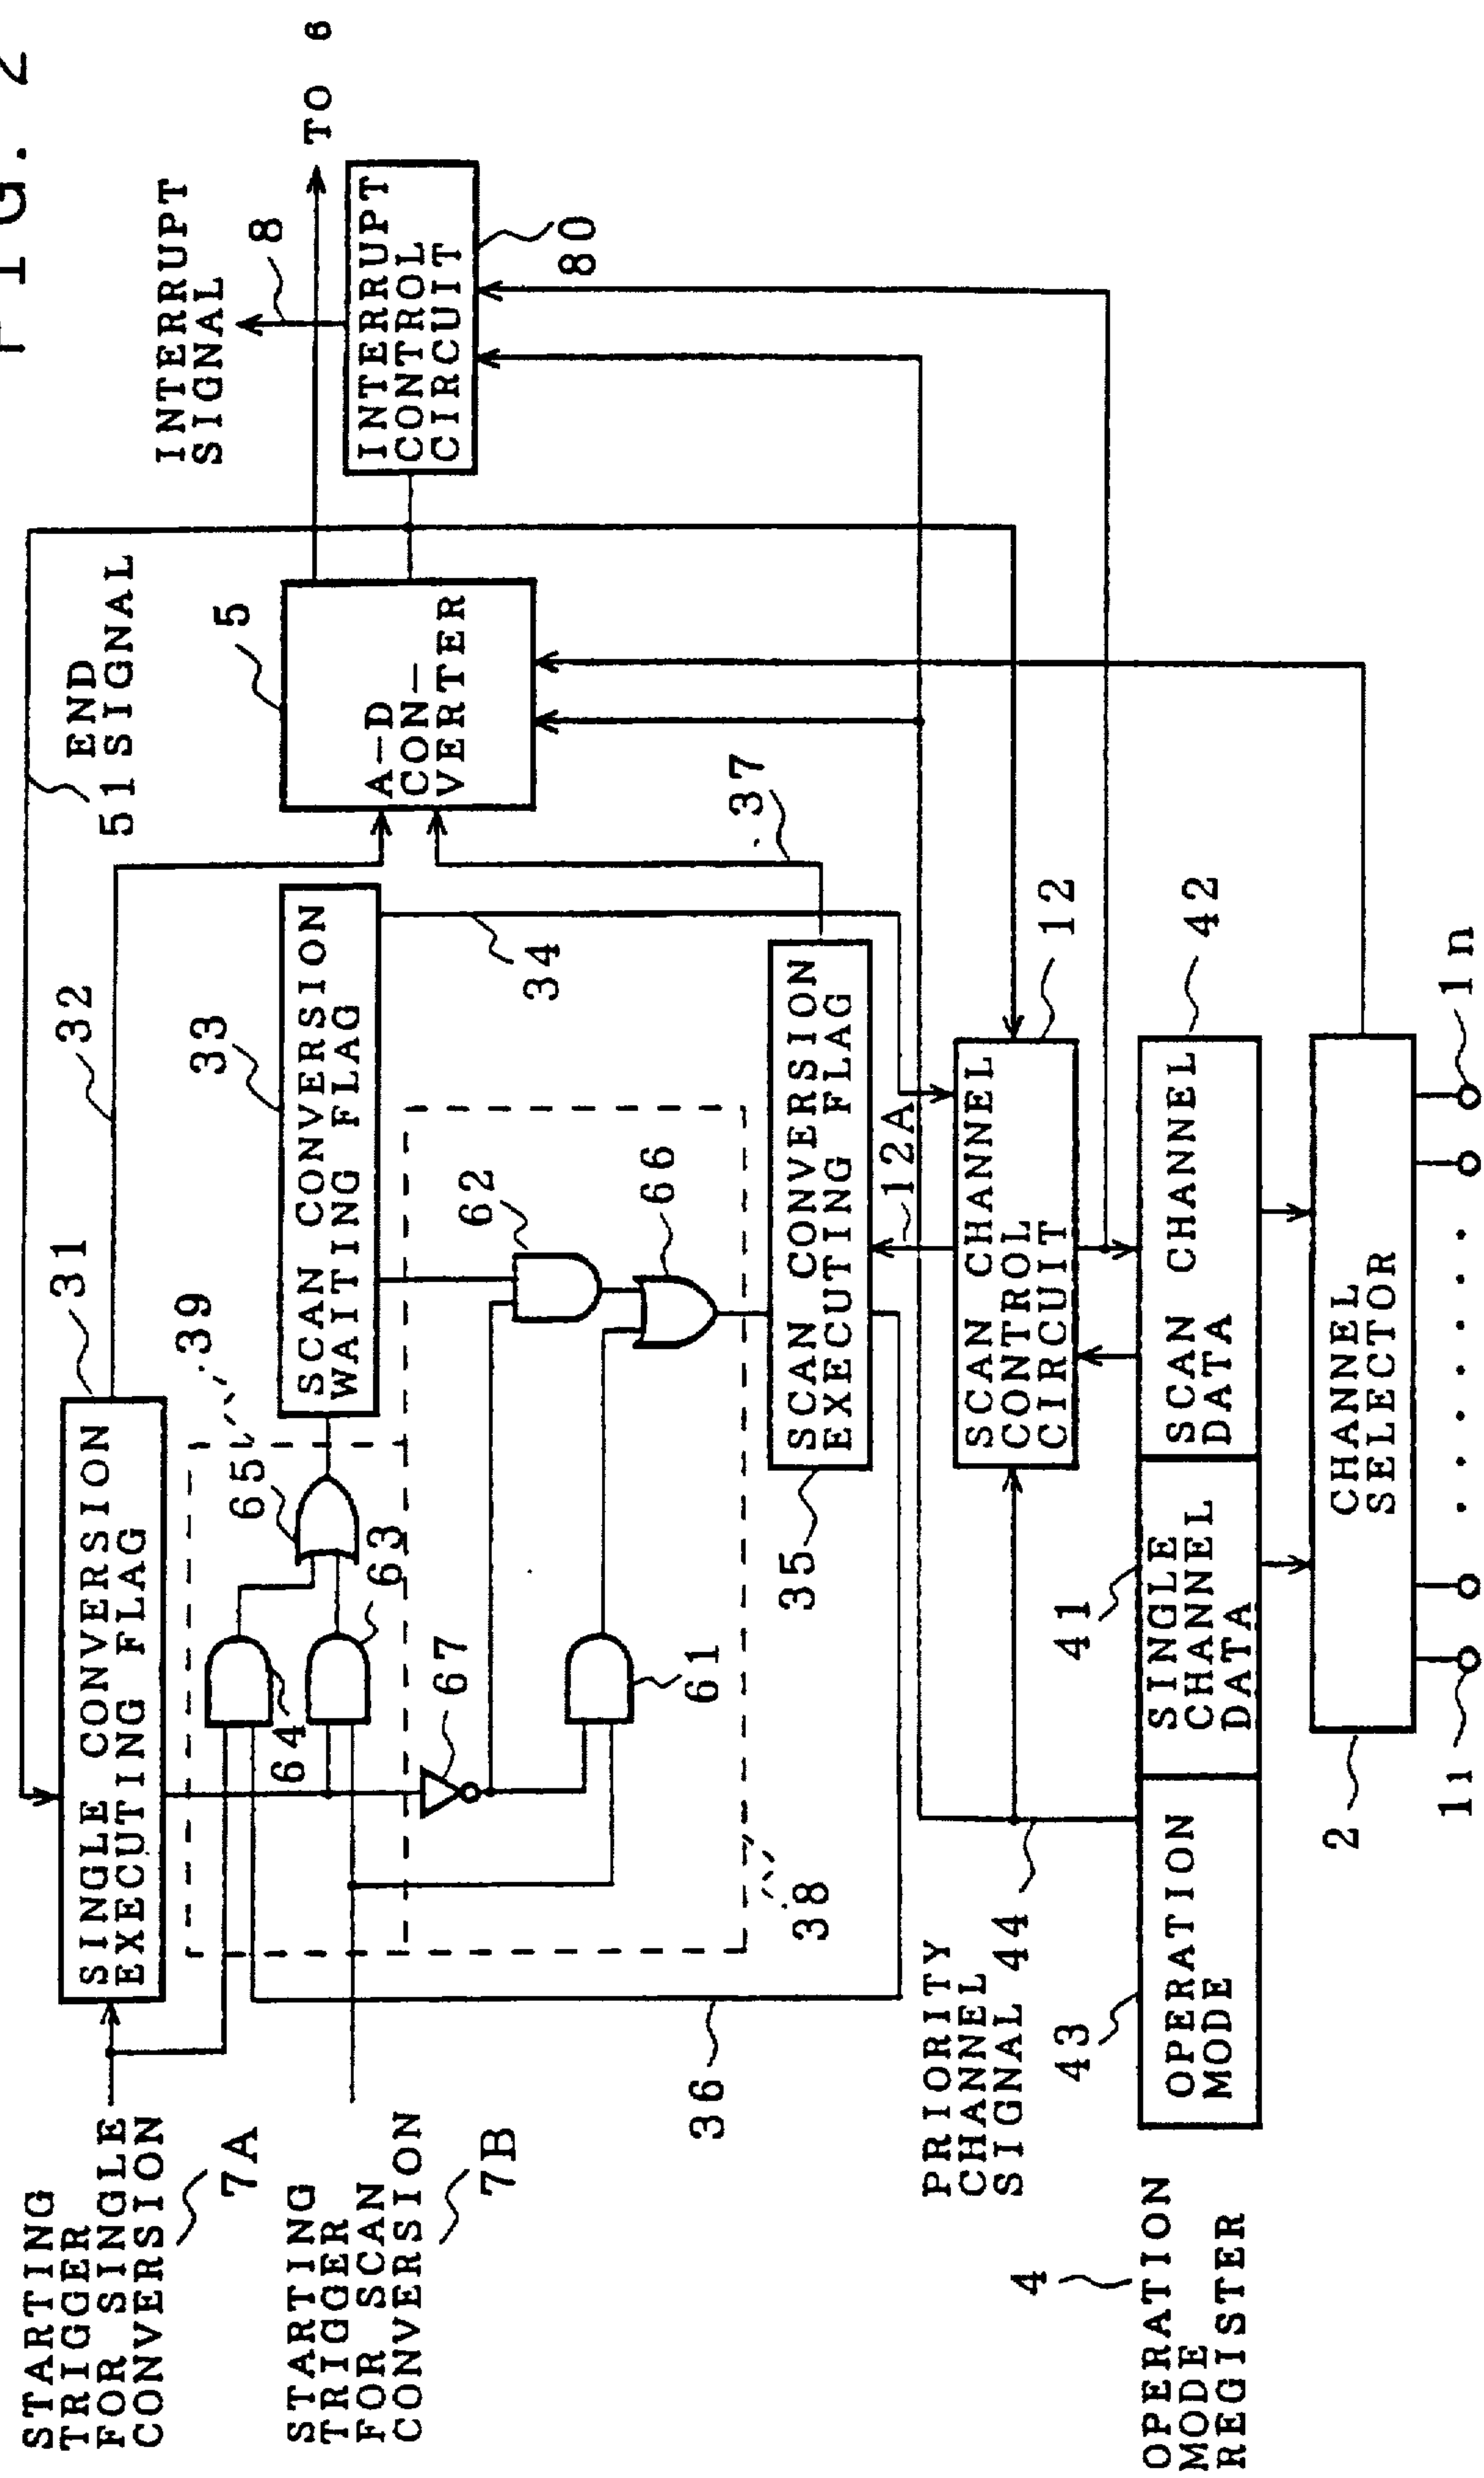 FIG. 2
STARTING
TRIGGER
FOR SINGLE
CONVERSION
7A
STARTING
TRIGGER
FOR SCAN
CONVERSION
7B
SINGLE CONVERSION
EXECUTING FLAG
31
32
END
51 SIGNAL
INTERRUPT
SIGNAL
8
TO 6
39
65
64
63
SCAN CONVERSION
WAITING FLAG
33
34
A-D
CON-
VERTER
5
INTERRUPT
CONTROL
CIRCUIT
80
67
62
66
61
38
36
37
SCAN CONVERSION
EXECUTING FLAG
35
12A
SCAN CHANNEL
CONTROL
CIRCUIT
12
PRIORITY
CHANNEL
SIGNAL 44
43
OPERATION
MODE
41
SINGLE
CHANNEL
DATA
SCAN CHANNEL
DATA
42
4
OPERATION
MODE
REGISTER
CHANNEL
SELECTOR
2
11
1n